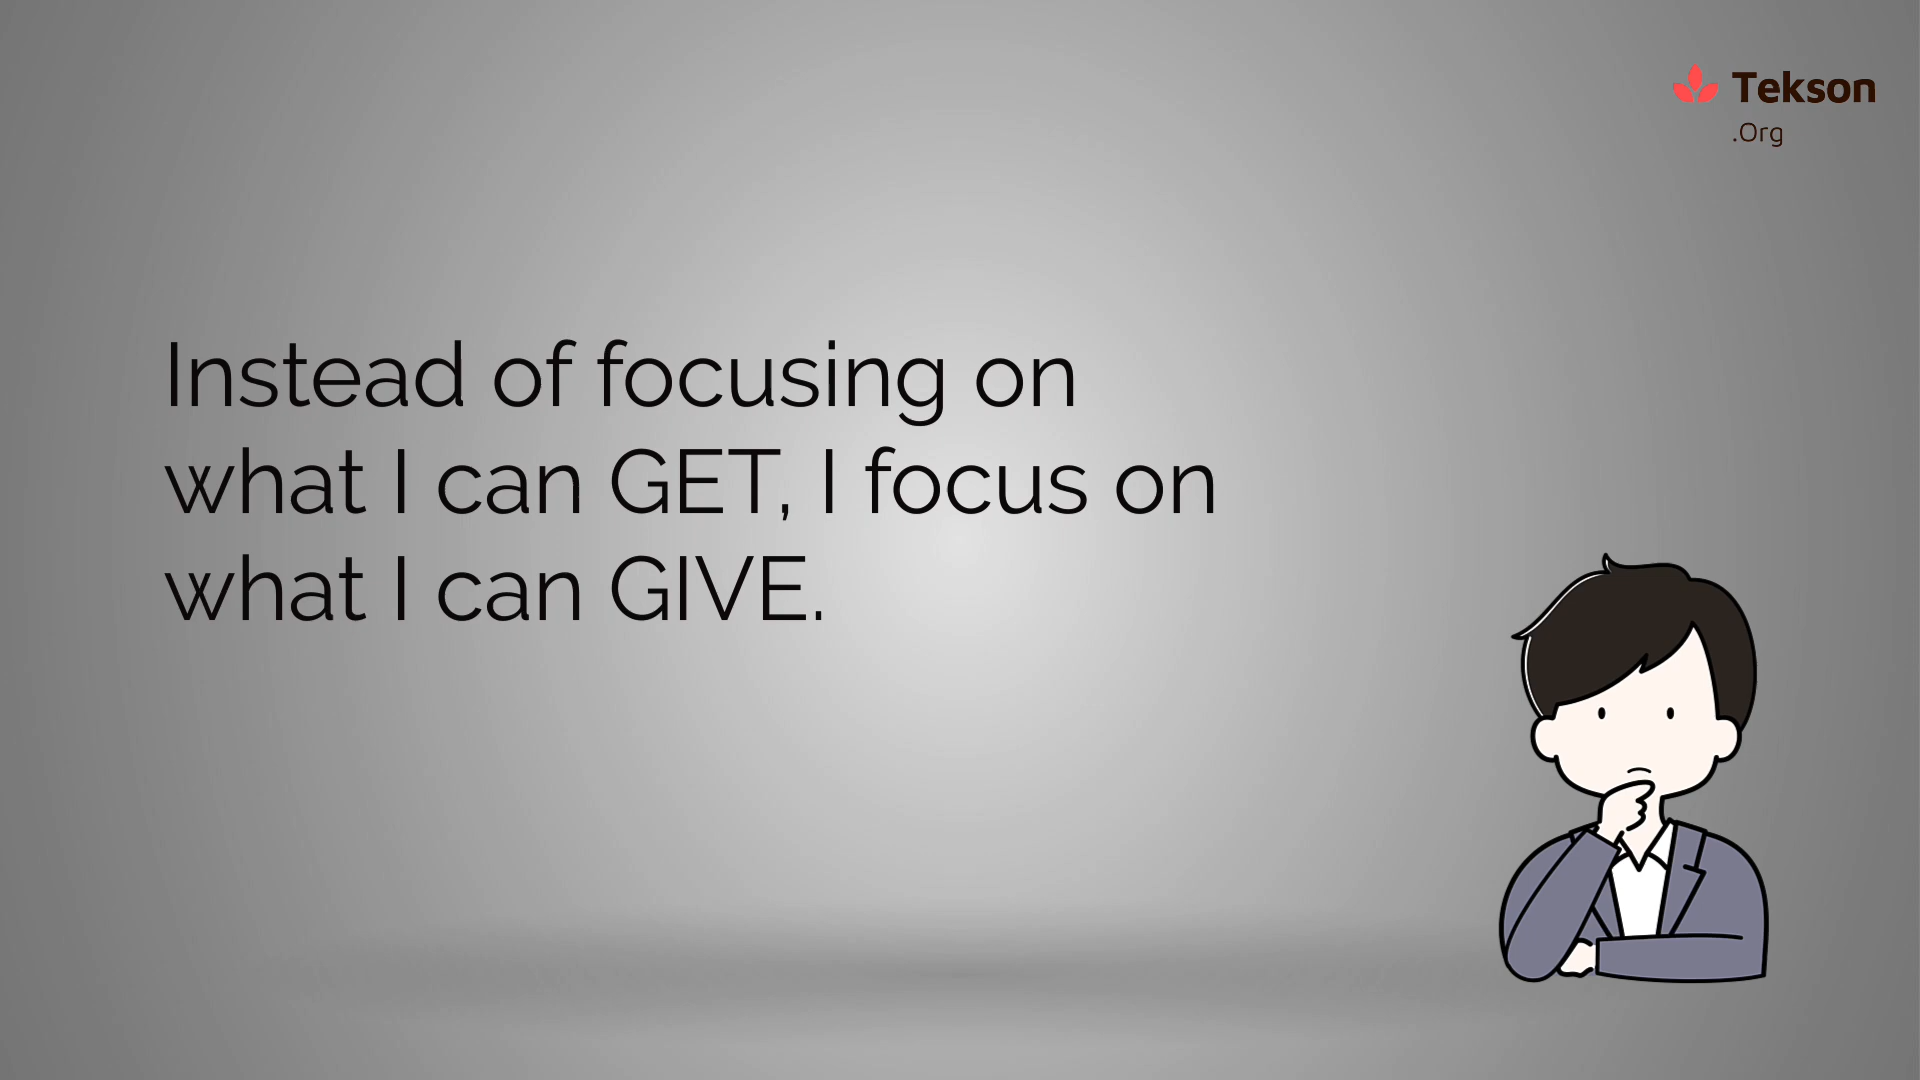 Tekson
.Org
Instead of focusing on
what I can GET, I focus on
what I can GIVE.